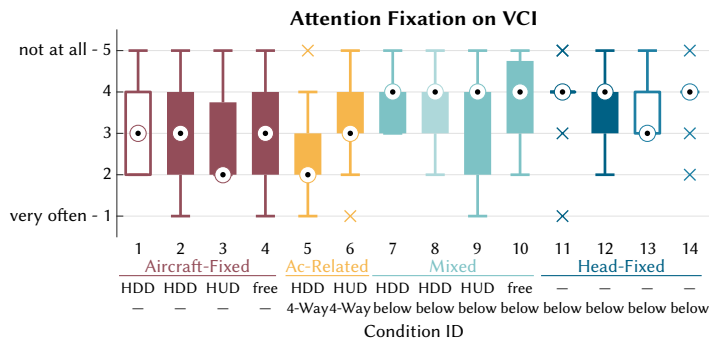 Attention Fixation on VCI
not at all - 5
4
3
2
very often - 1
1 2 3 4 5 6 7 8 9 10 11 12 13 14
Aircraft-Fixed Ac-Related Mixed Head-Fixed
HDD HDD HUD free HDD HUD HDD HDD HUD free — — — —
— — — — 4-Way 4-Way below below below below below below below below
Condition ID